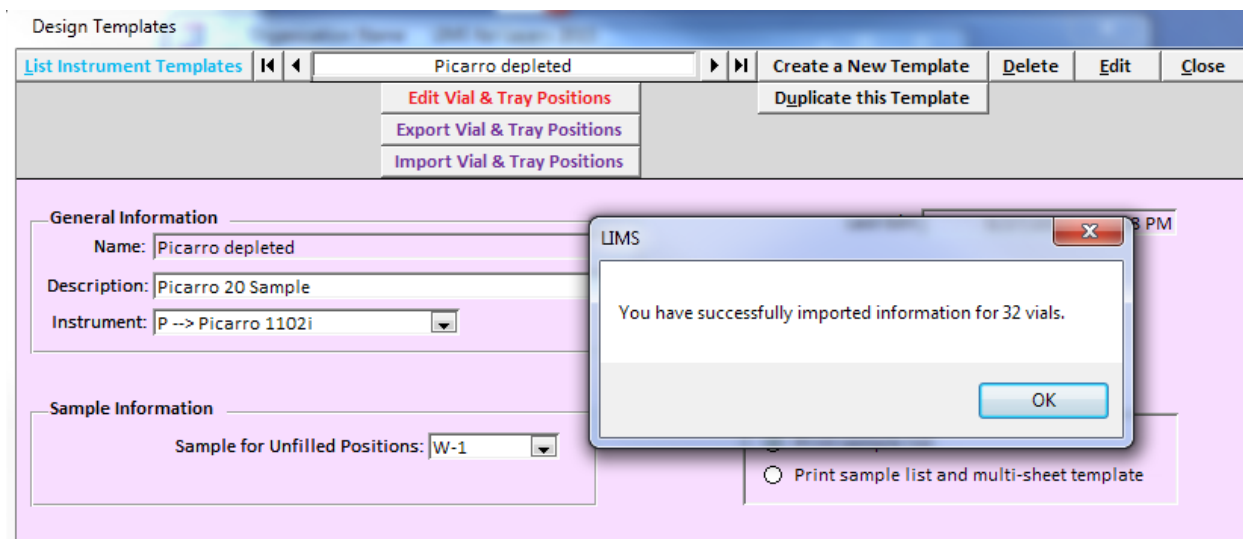 Design Templates
List Instrument Templates Picarro depleted Create a New Template Delete Edit Close
Edit Vial & Tray Positions Duplicate this Template
Export Vial & Tray Positions
Import Vial & Tray Positions
General Information
Name: Picarro depleted
8 PM
Description: Picarro 20 Sample
Instrument: P --> Picarro 1102i
LIMS
You have successfully imported information for 32 vials.
OK
Sample Information
Sample for Unfilled Positions: W-1
Print sample list and multi-sheet template